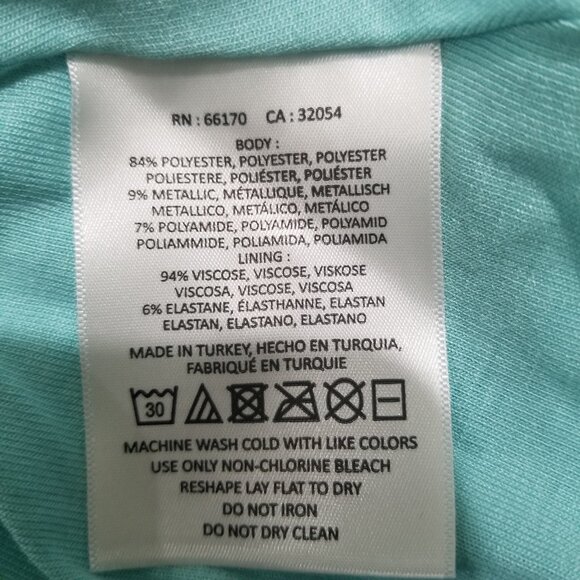 RN : 66170 CA : 32054
BODY :
84% POLYESTER, POLYESTER, POLYESTER
POLIESTERE, POLIÉSTER, POLIÉSTER
9% METALLIC, MÉTALLIQUE, METALLISCH
METALLICO, METÁLICO, METÁLICO
7% POLYAMIDE, POLYAMIDE, POLYAMID
POLIAMMIDE, POLIAMIDA, POLIAMIDA
LINING :
94% VISCOSE, VISCOSE, VISKOSE
VISCOSA, VISCOSE, VISCOSA
6% ELASTANE, ÉLASTHANNE, ELASTAN
ELASTAN, ELASTANO, ELASTANO
MADE IN TURKEY, HECHO EN TURQUIA,
FABRIQUÉ EN TURQUIE
30
MACHINE WASH COLD WITH LIKE COLORS
USE ONLY NON-CHLORINE BLEACH
RESHAPE LAY FLAT TO DRY
DO NOT IRON
DO NOT DRY CLEAN